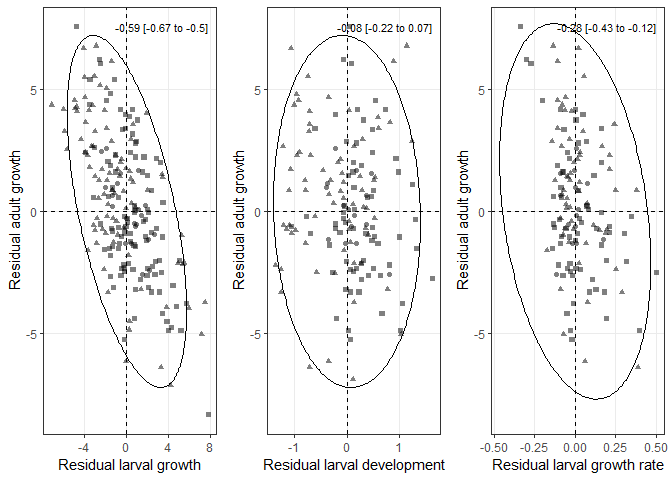 -0.59 [-0.67 to -0.5]
Residual adult growth
5
0
-5
-4
0
4
8
Residual larval growth
-0.08 [-0.22 to 0.07]
Residual adult growth
5
0
-5
-1
0
1
Residual larval development
-0.28 [-0.43 to -0.12]
Residual adult growth
5
0
-5
-0.50
-0.25
0.00
0.25
0.50
Residual larval growth rate